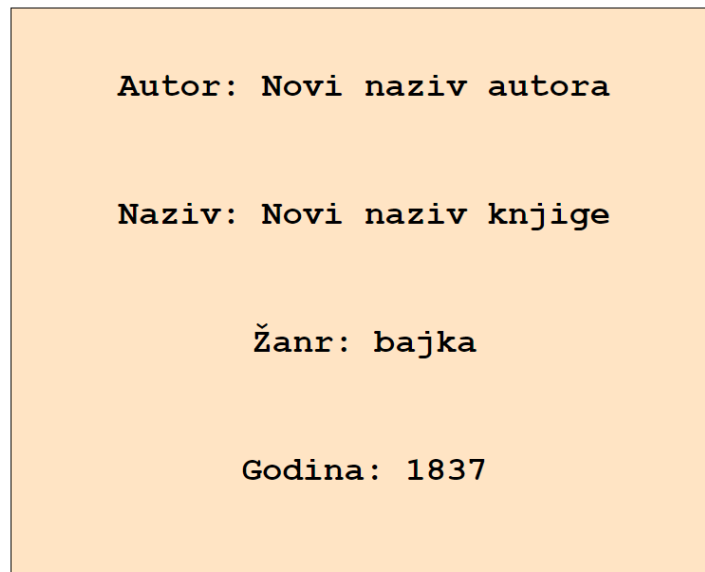 Autor: Novi naziv autora
Naziv: Novi naziv knjige
Žanr: bajka
Godina: 1837